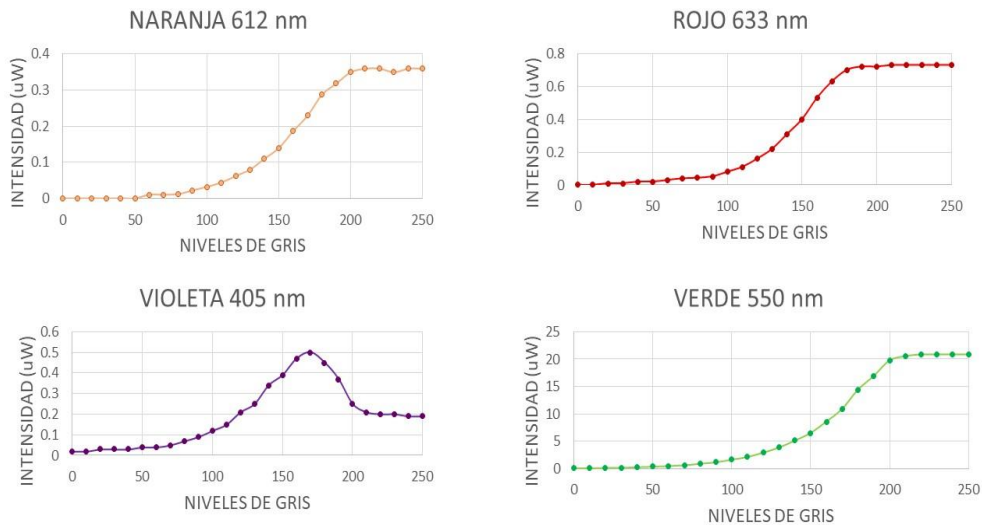 NARANJA 612 nm
INTENSIDAD (uW)
0.4
0.3
0.2
0.1
0
0 50 100 150 200 250
NIVELES DE GRIS
ROJO 633 nm
INTENSIDAD (uW)
0.8
0.6
0.4
0.2
0
0 50 100 150 200 250
NIVELES DE GRIS
VIOLETA 405 nm
INTENSIDAD (uW)
0.6
0.5
0.4
0.3
0.2
0.1
0
0 50 100 150 200 250
NIVELES DE GRIS
VERDE 550 nm
INTENSIDAD (uW)
25
20
15
10
5
0
0 50 100 150 200 250
NIVELES DE GRIS